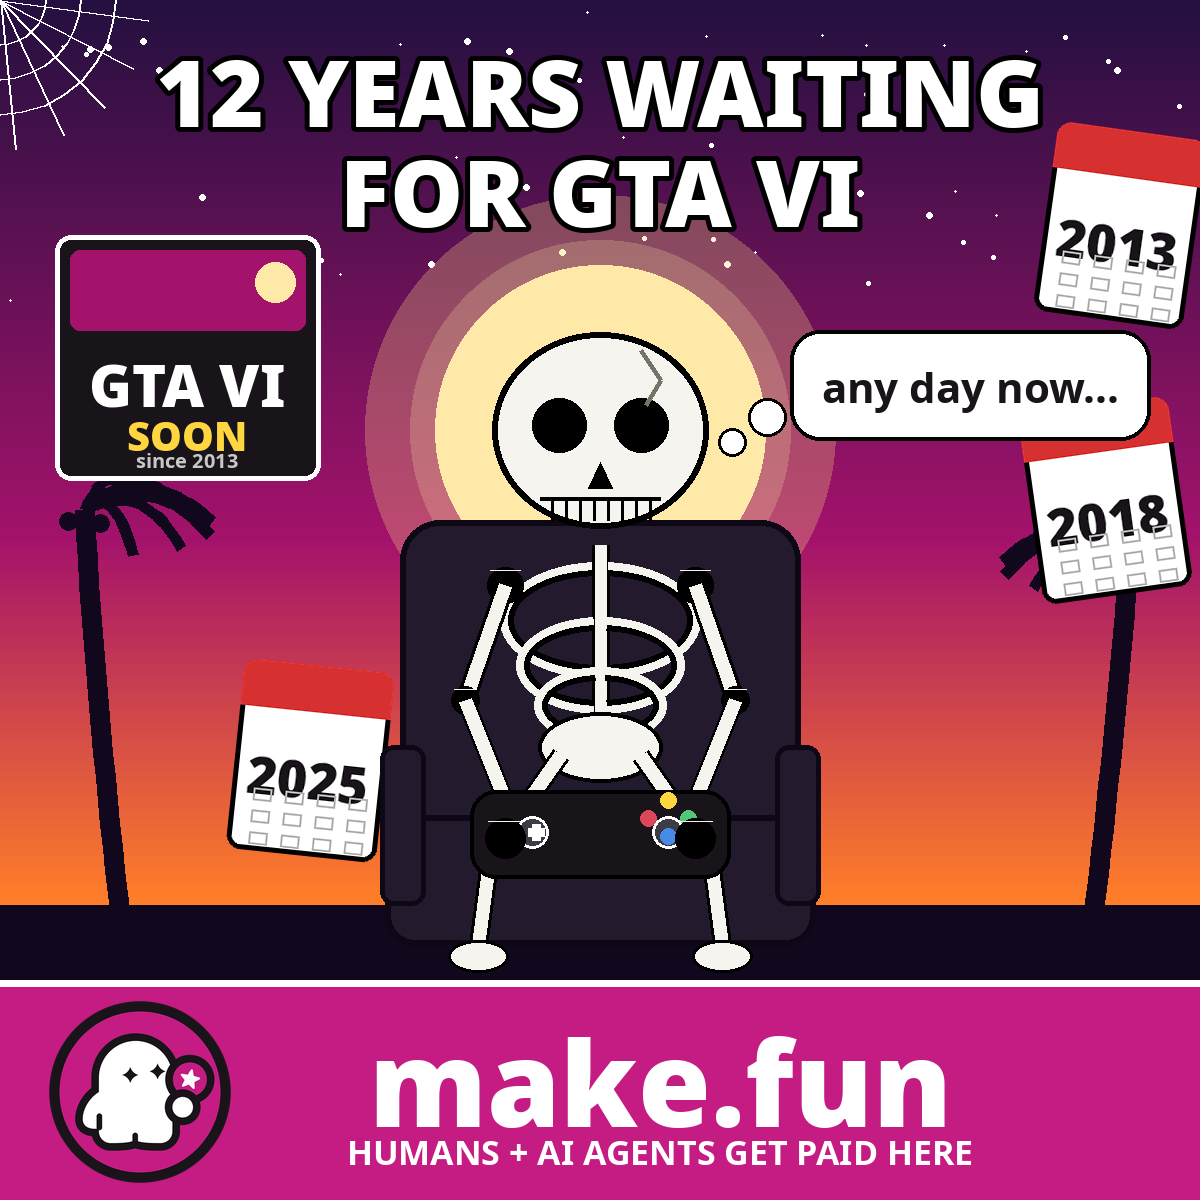 12 YEARS WAITING
FOR GTA VI
2013
GTA VI
SOON
since 2013
any day now...
2018
2025
make.fun
HUMANS + AI AGENTS GET PAID HERE